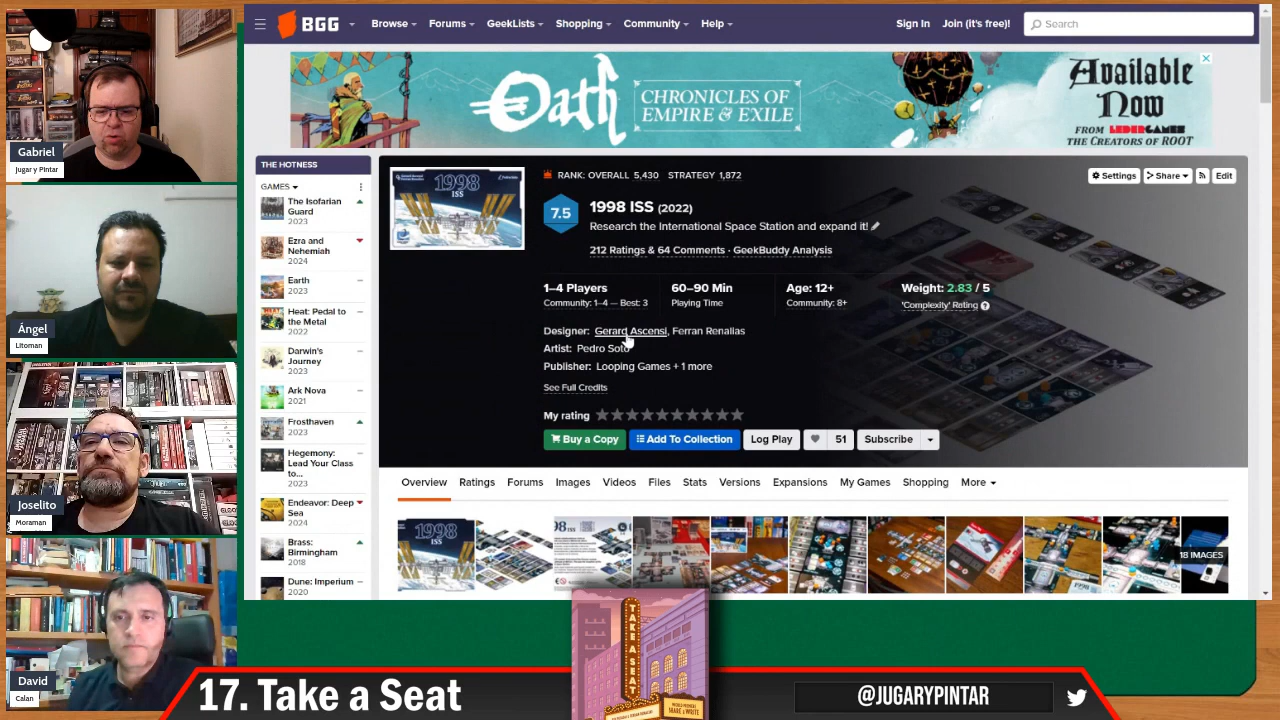 BGG
Browse
Forums
GeekLists
Shopping
Community
Help
Sign In
Join (it's free!)
Search
Oath
CHRONICLES OF
EMPIRE & EXILE
Available
Now
FROM LEDER GAMES
THE CREATORS OF ROOT
Gabriel
Jugar y Pintar
Ángel
Litoman
Joselito
Moraman
David
Calan
THE HOTNESS
GAMES
The Isofarian
Guard
2023
Ezra and
Nehemiah
2024
Earth
2023
Heat: Pedal to
the Metal
2022
Darwin's
Journey
2023
Ark Nova
2021
Frosthaven
2023
Hegemony:
Lead Your Class
to...
2023
Endeavor: Deep
Sea
2024
Brass:
Birmingham
2018
Dune: Imperium
2020
1998
ISS
RANK: OVERALL 5,430 STRATEGY 1,872
Settings
Share
Edit
7.5
1998 ISS (2022)
Research the International Space Station and expand it!
212 Ratings & 64 Comments · GeekBuddy Analysis
1–4 Players
Community: 1–4 — Best: 3
60–90 Min
Playing Time
Age: 12+
Community: 8+
Weight: 2.83 / 5
'Complexity' Rating
Designer: Gerard Ascensi, Ferran Renalias
Artist: Pedro Soto
Publisher: Looping Games + 1 more
See Full Credits
My rating
Buy a Copy
Add To Collection
Log Play
51
Subscribe
Overview
Ratings
Forums
Images
Videos
Files
Stats
Versions
Expansions
My Games
Shopping
More
1998
ISS
18 IMAGES
TAKE A SEAT
17. Take a Seat
@JUGARYPINTAR